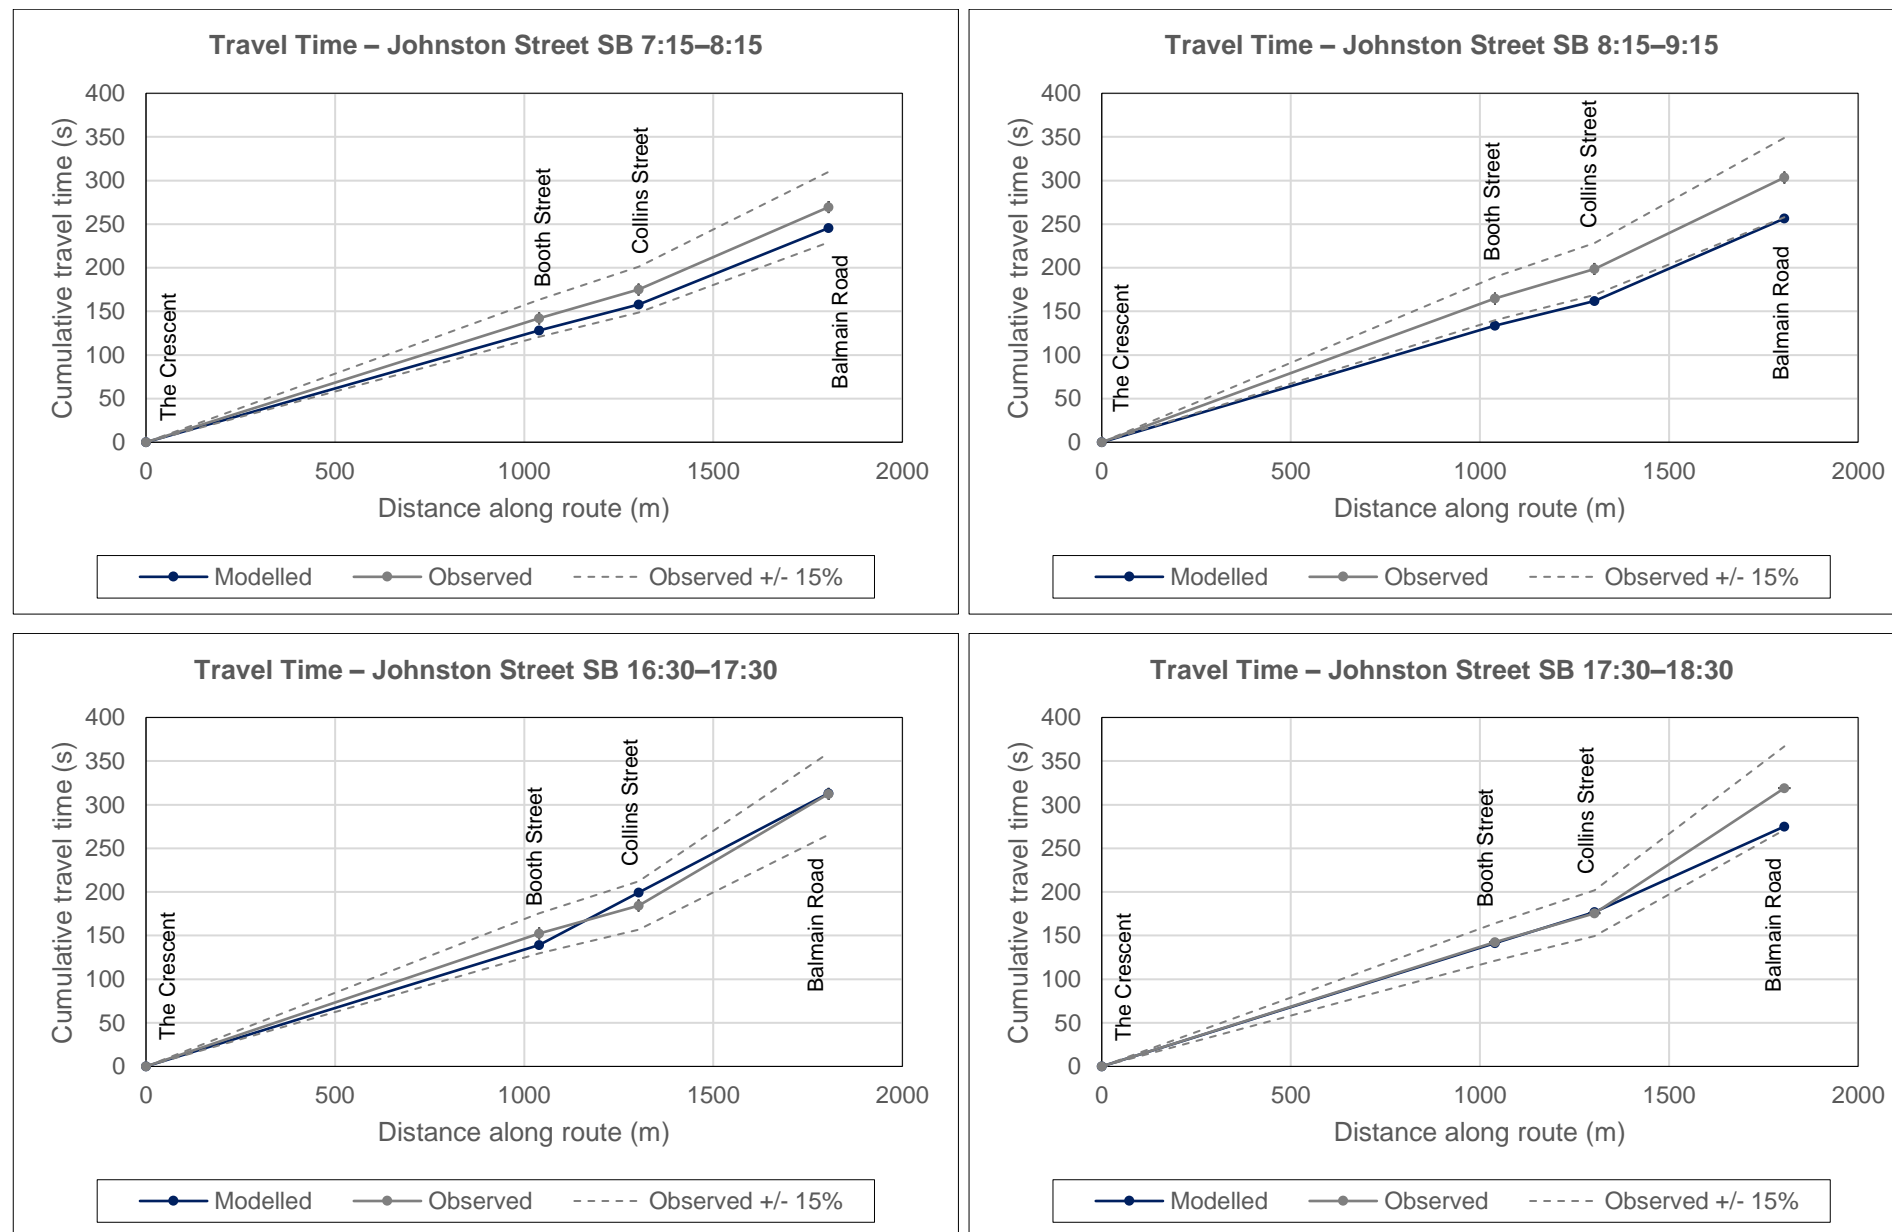 Travel Time – Johnston Street SB 7:15–8:15
Cumulative travel time (s)
400
350
300
250
200
150
100
50
0
The Crescent
Booth Street
Collins Street
Balmain Road
0 500 1000 1500 2000
Distance along route (m)
Modelled Observed Observed +/- 15%
Travel Time – Johnston Street SB 8:15–9:15
Cumulative travel time (s)
400
350
300
250
200
150
100
50
0
The Crescent
Booth Street
Collins Street
Balmain Road
0 500 1000 1500 2000
Distance along route (m)
Modelled Observed Observed +/- 15%
Travel Time – Johnston Street SB 16:30–17:30
Cumulative travel time (s)
400
350
300
250
200
150
100
50
0
The Crescent
Booth Street
Collins Street
Balmain Road
0 500 1000 1500 2000
Distance along route (m)
Modelled Observed Observed +/- 15%
Travel Time – Johnston Street SB 17:30–18:30
Cumulative travel time (s)
400
350
300
250
200
150
100
50
0
The Crescent
Booth Street
Collins Street
Balmain Road
0 500 1000 1500 2000
Distance along route (m)
Modelled Observed Observed +/- 15%